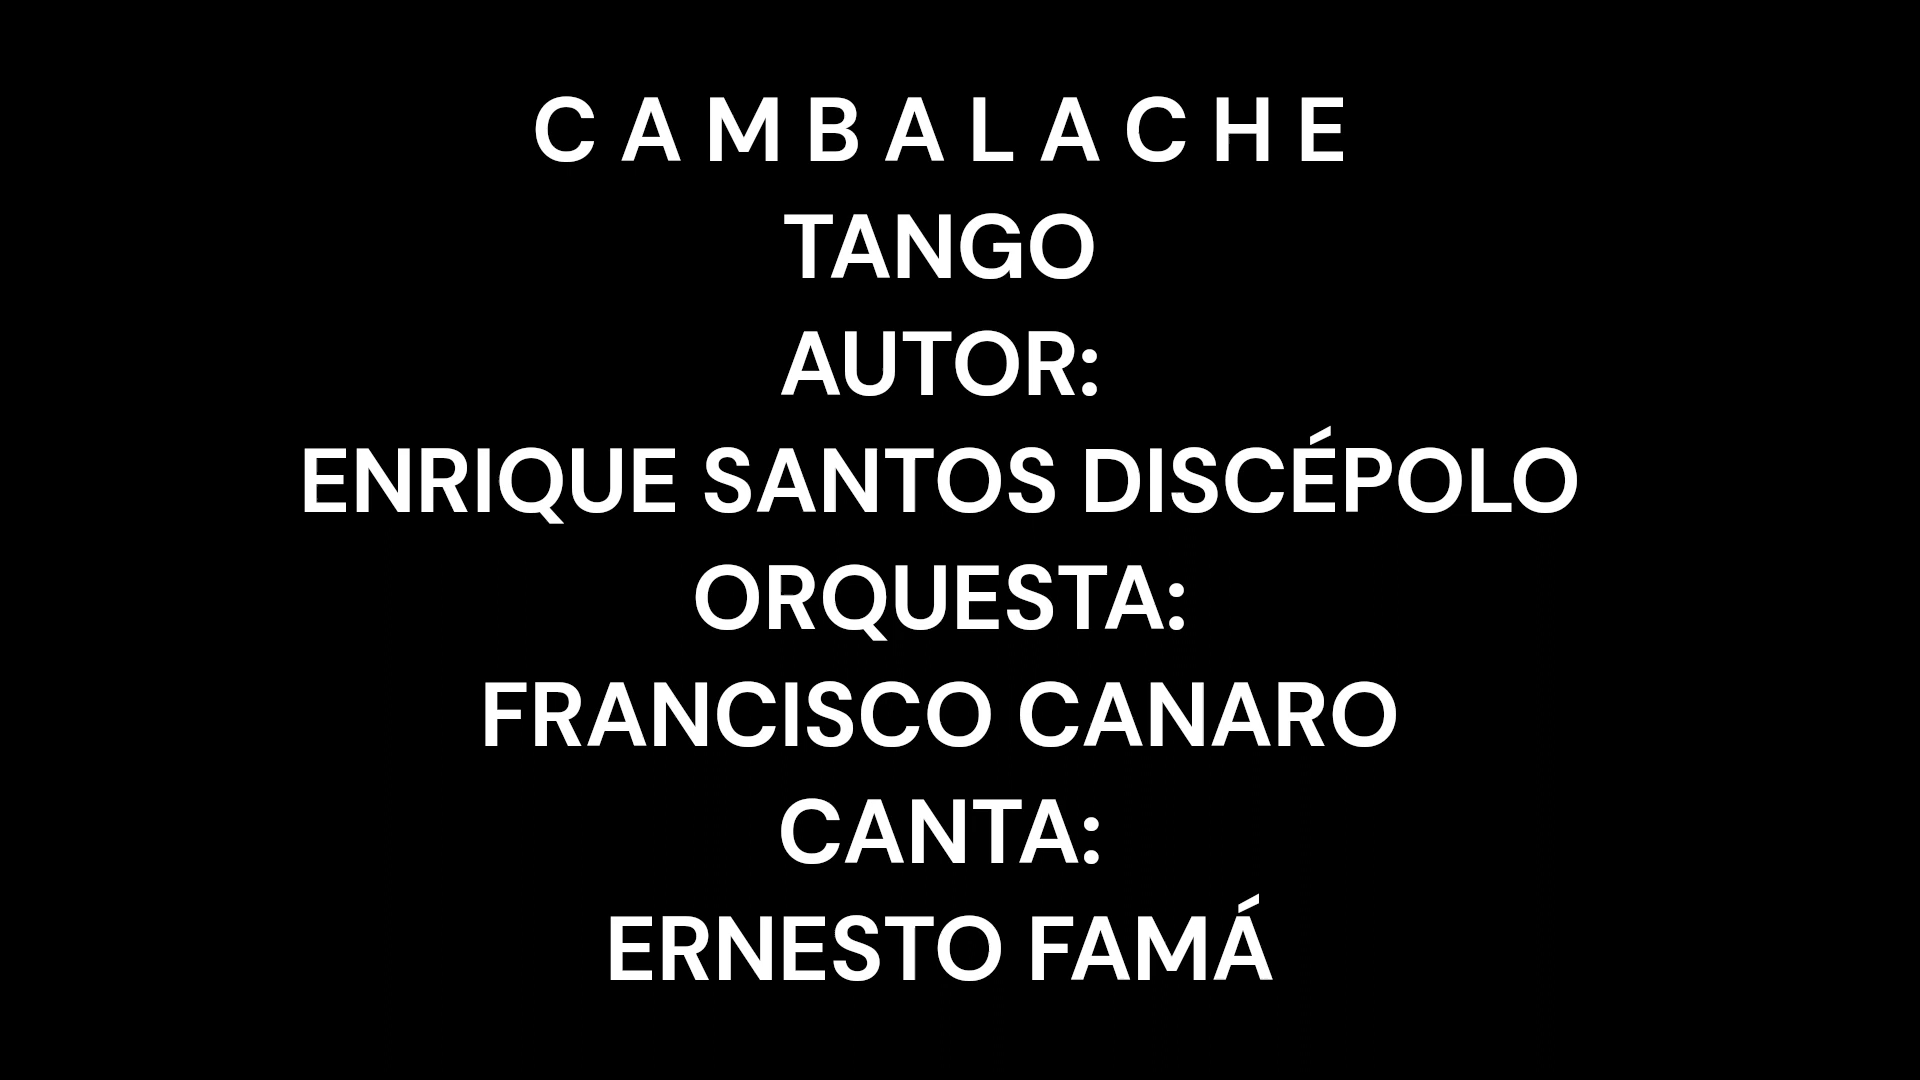 C A M B A L A C H E
TANGO
AUTOR:
ENRIQUE SANTOS DISCÉPOLO
ORQUESTA:
FRANCISCO CANARO
CANTA:
ERNESTO FAMÁ